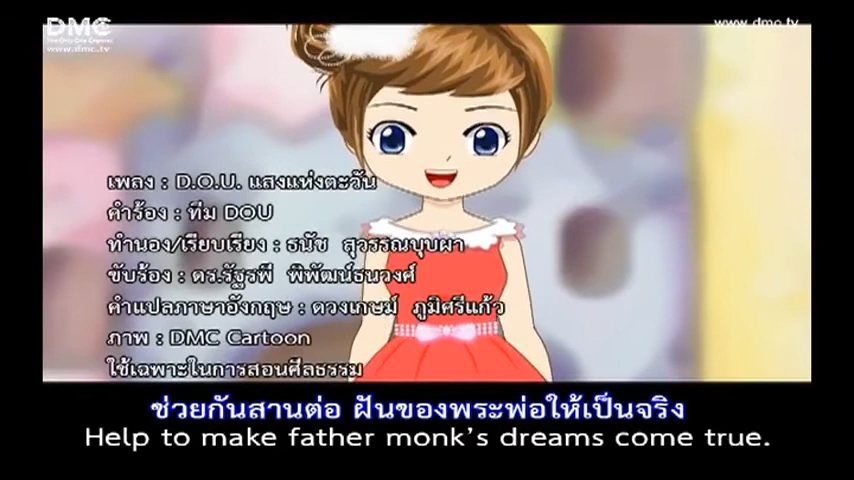 DMC
The Only One Channel
www.dmc.tv
www.dmc.tv
เพลง : D.O.U. แสงแห่งตะวัน
คำร้อง : ทีม DOU
ทำนอง/เรียบเรียง : ธนัช สุวรรณบุบผา
ขับร้อง : ดร.รัฐรพี พิพัฒน์ธนวงศ์
คำแปลภาษาอังกฤษ : ดวงเกษม์ ภูมิศรีแก้ว
ภาพ : DMC Cartoon
ใช้เฉพาะในการสอนศีลธรรม
ช่วยกันสานต่อ ฝันของพระพ่อให้เป็นจริง
Help to make father monk's dreams come true.